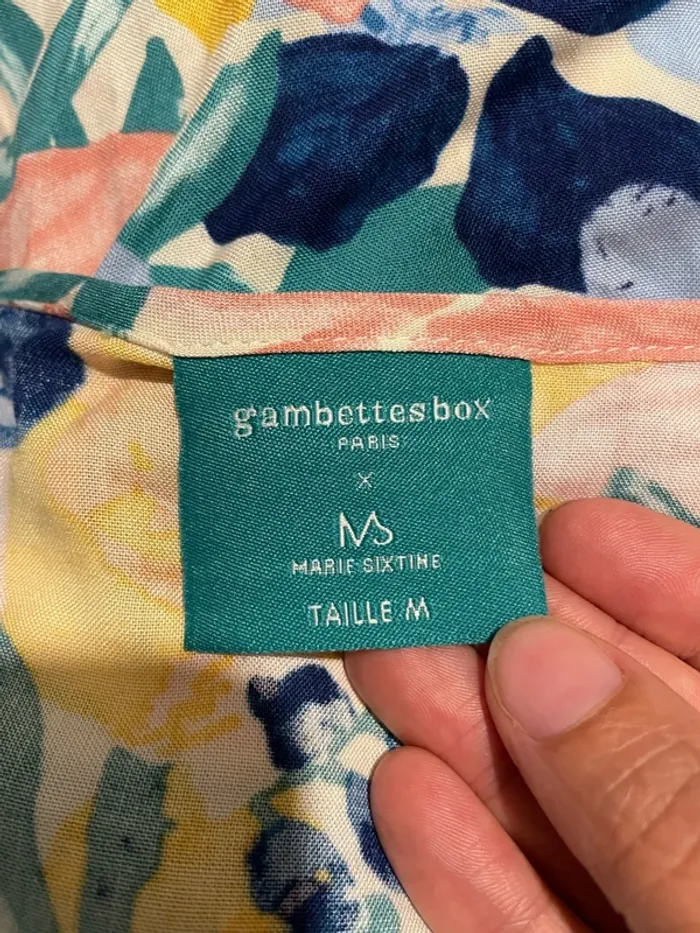 gambettesbox
PARIS
x
MS
MARIE SIXTINE
TAILLE M